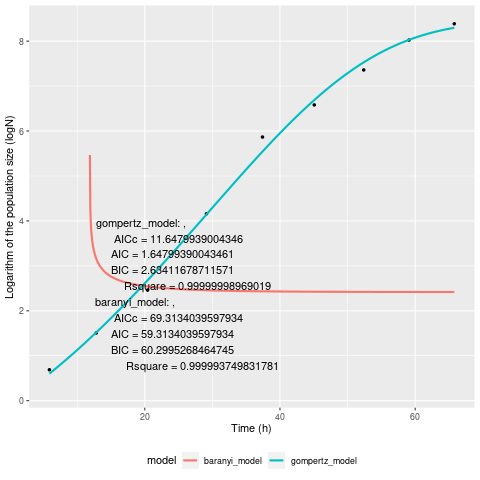 8
6
4
2
0
Logarithm of the population size (logN)
gompertz_model: ,
AICc = 11.6479939004346
AIC = 1.64799390043461
BIC = 2.63411678711571
Rsquare = 0.99999998969019
baranyi_model: ,
AICc = 69.3134039597934
AIC = 59.3134039597934
BIC = 60.2995268464745
Rsquare = 0.999993749831781
20 40 60
Time (h)
model baranyi_model gompertz_model